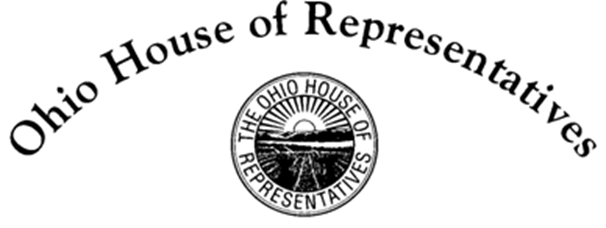 Ohio House of Representatives
THE OHIO HOUSE OF
REPRESENTATIVES